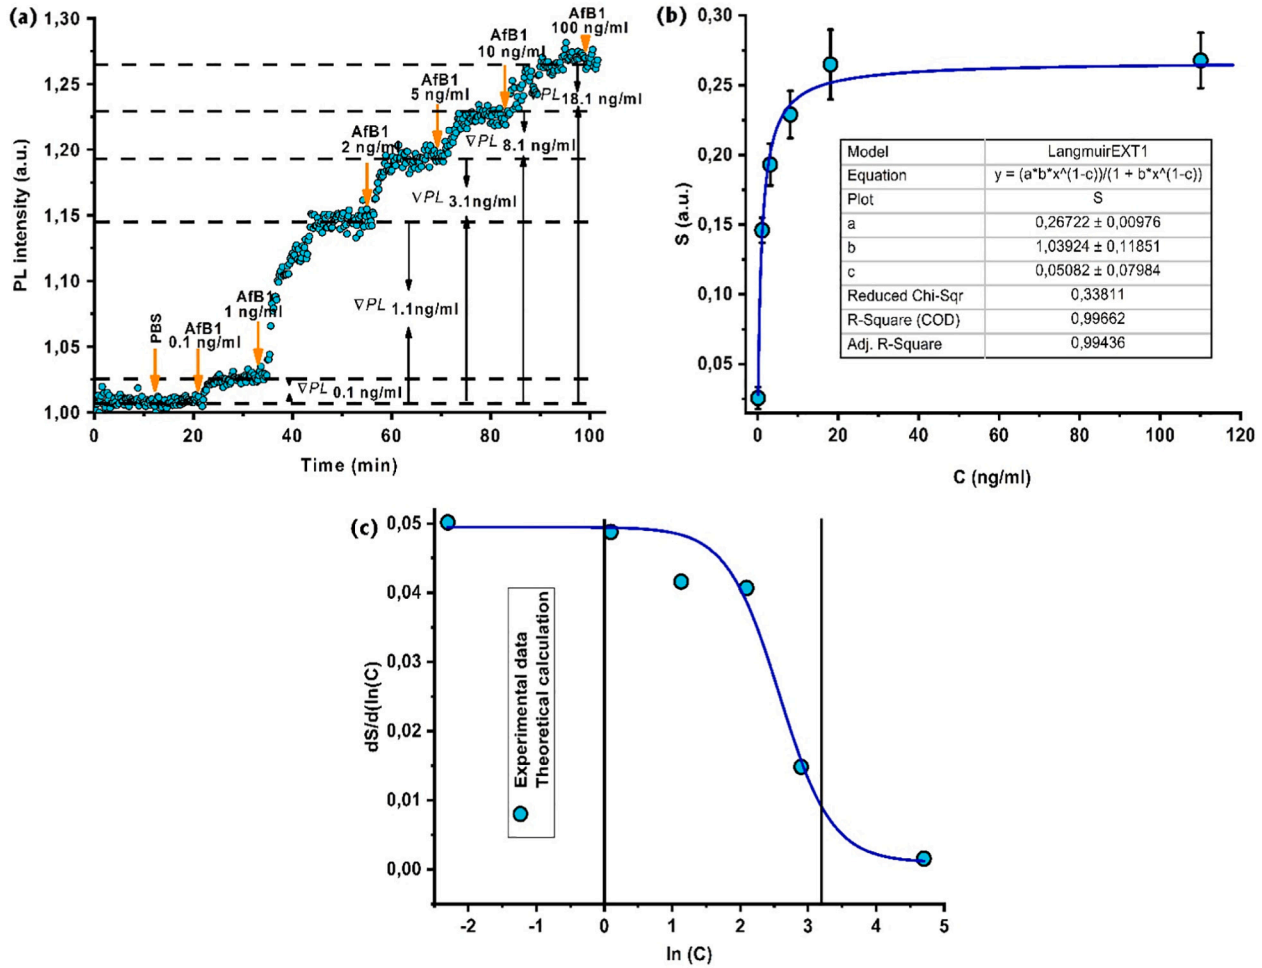 (a)
1,30
1,25
1,20
1,15
1,10
1,05
1,00
PL intensity (a.u.)
0 20 40 60 80 100
Time (min)
PBS
AfB1
0.1 ng/ml
AfB1
1 ng/ml
AfB1
2 ng/ml
AfB1
5 ng/ml
AfB1
10 ng/ml
AfB1
100 ng/ml
∇PL 0.1 ng/ml
∇PL 1.1ng/ml
∇PL 3.1ng/ml
∇PL 8.1 ng/ml
PL18.1 ng/ml
(b)
0,30
0,25
0,20
0,15
0,10
0,05
S (a.u.)
0 20 40 60 80 100 120
C (ng/ml)
Model LangmuirEXT1
Equation y = (a*b*x^(1-c))/(1 + b*x^(1-c))
Plot S
a 0,26722 ± 0,00976
b 1,03924 ± 0,11851
c 0,05082 ± 0,07984
Reduced Chi-Sqr 0,33811
R-Square (COD) 0,99662
Adj. R-Square 0,99436
(c)
0,05
0,04
0,03
0,02
0,01
0,00
dS/d(ln(C)
-2 -1 0 1 2 3 4 5
ln (C)
Experimental data
Theoretical calculation